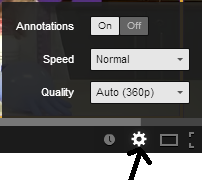 Annotations On Off
Speed Normal
Quality Auto (360p)